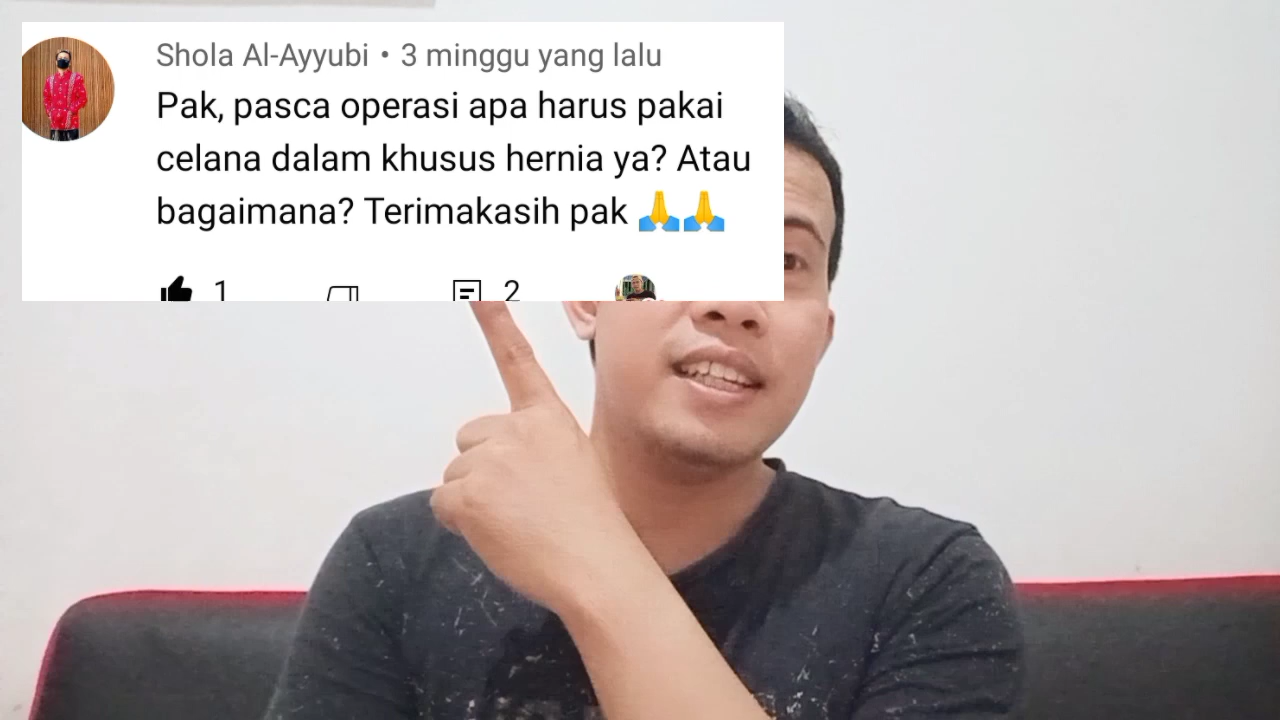 Shola Al-Ayyubi • 3 minggu yang lalu
Pak, pasca operasi apa harus pakai
celana dalam khusus hernia ya? Atau
bagaimana? Terimakasih pak 🙏🙏
1 2